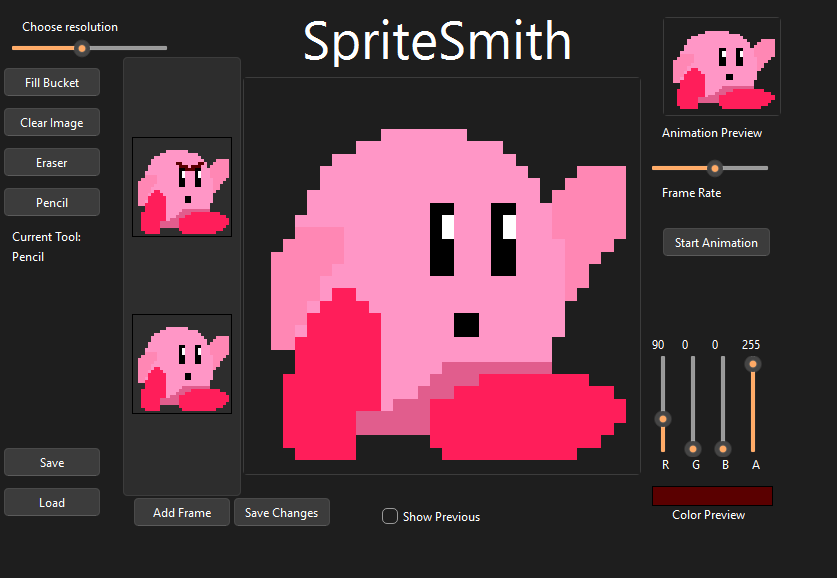 Choose resolution
SpriteSmith
Fill Bucket
Clear Image
Eraser
Pencil
Current Tool:
Pencil
Save
Load
Add Frame
Save Changes
Show Previous
Animation Preview
Frame Rate
Start Animation
90 0 0 255
R G B A
Color Preview